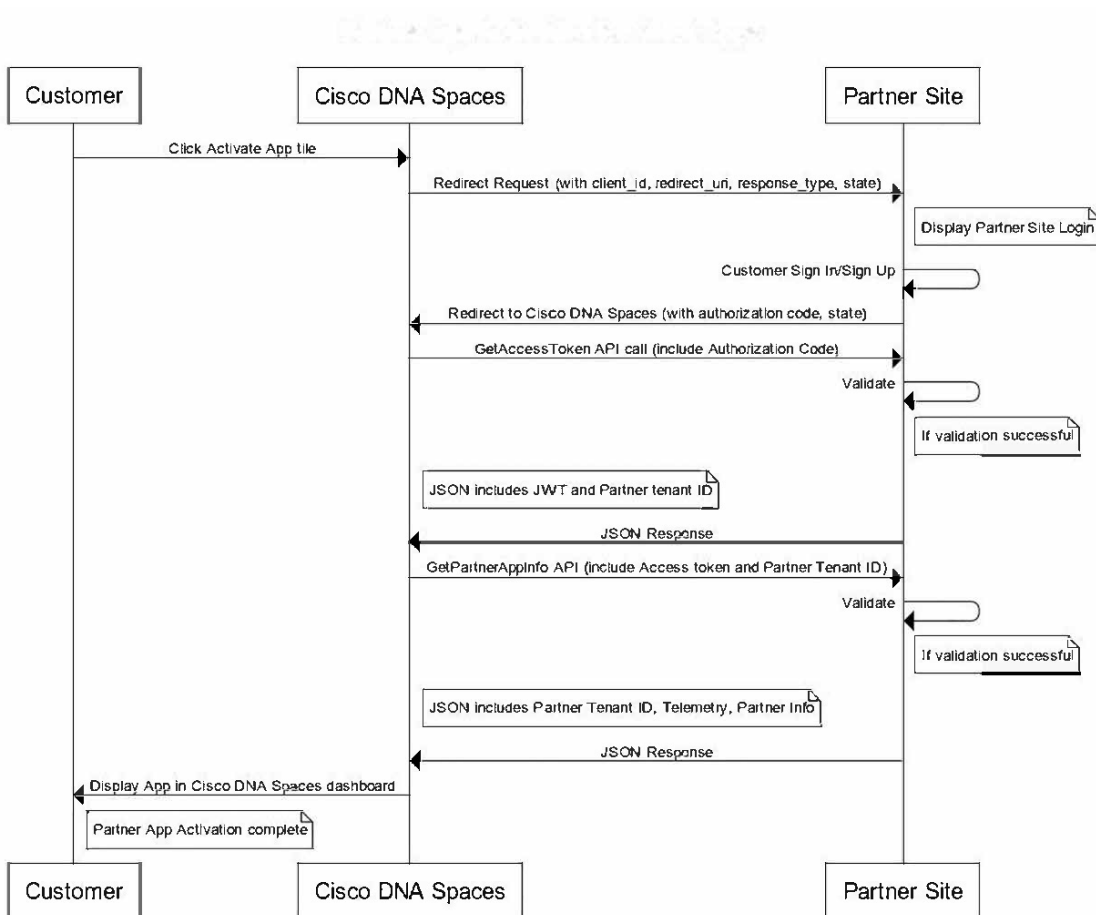 Customer
Cisco DNA Spaces
Partner Site
Click Activate App tile
Redirect Request (with client_id, redirect_uri, response_type, state)
Display Partner Site Login
Customer Sign In/Sign Up
Redirect to Cisco DNA Spaces (with authorization code, state)
GetAccessToken API call (include Authorization Code)
Validate
If validation successful
JSON includes JWT and Partner tenant ID
JSON Response
GetPartnerAppInfo API (include Access token and Partner Tenant ID)
Validate
If validation successful
JSON includes Partner Tenant ID, Telemetry, Partner Info
JSON Response
Display App in Cisco DNA Spaces dashboard
Partner App Activation complete
Customer
Cisco DNA Spaces
Partner Site